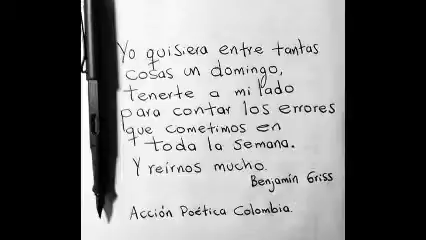 Yo quisiera entre tantas
cosas un domingo,
tenerte a mi lado
para contar los errores
que cometimos en
toda la semana.
Y reírnos mucho.
Benjamín Griss
Acción Poética Colombia.